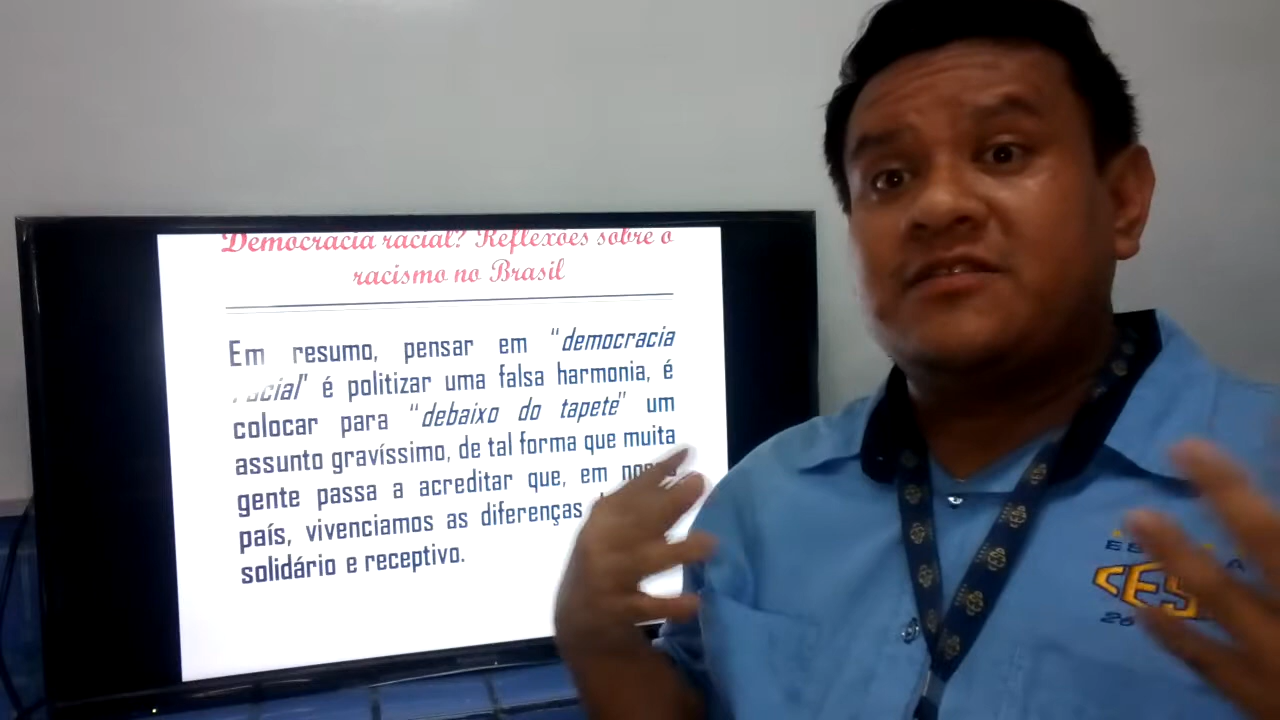 Democracia racial? Reflexões sobre o
racismo no Brasil
Em resumo, pensar em "democracia
racial" é politizar uma falsa harmonia, é
colocar para "debaixo do tapete" um
assunto gravíssimo, de tal forma que muita
gente passa a acreditar que, em
país, vivenciamos as diferenças
solidário e receptivo.